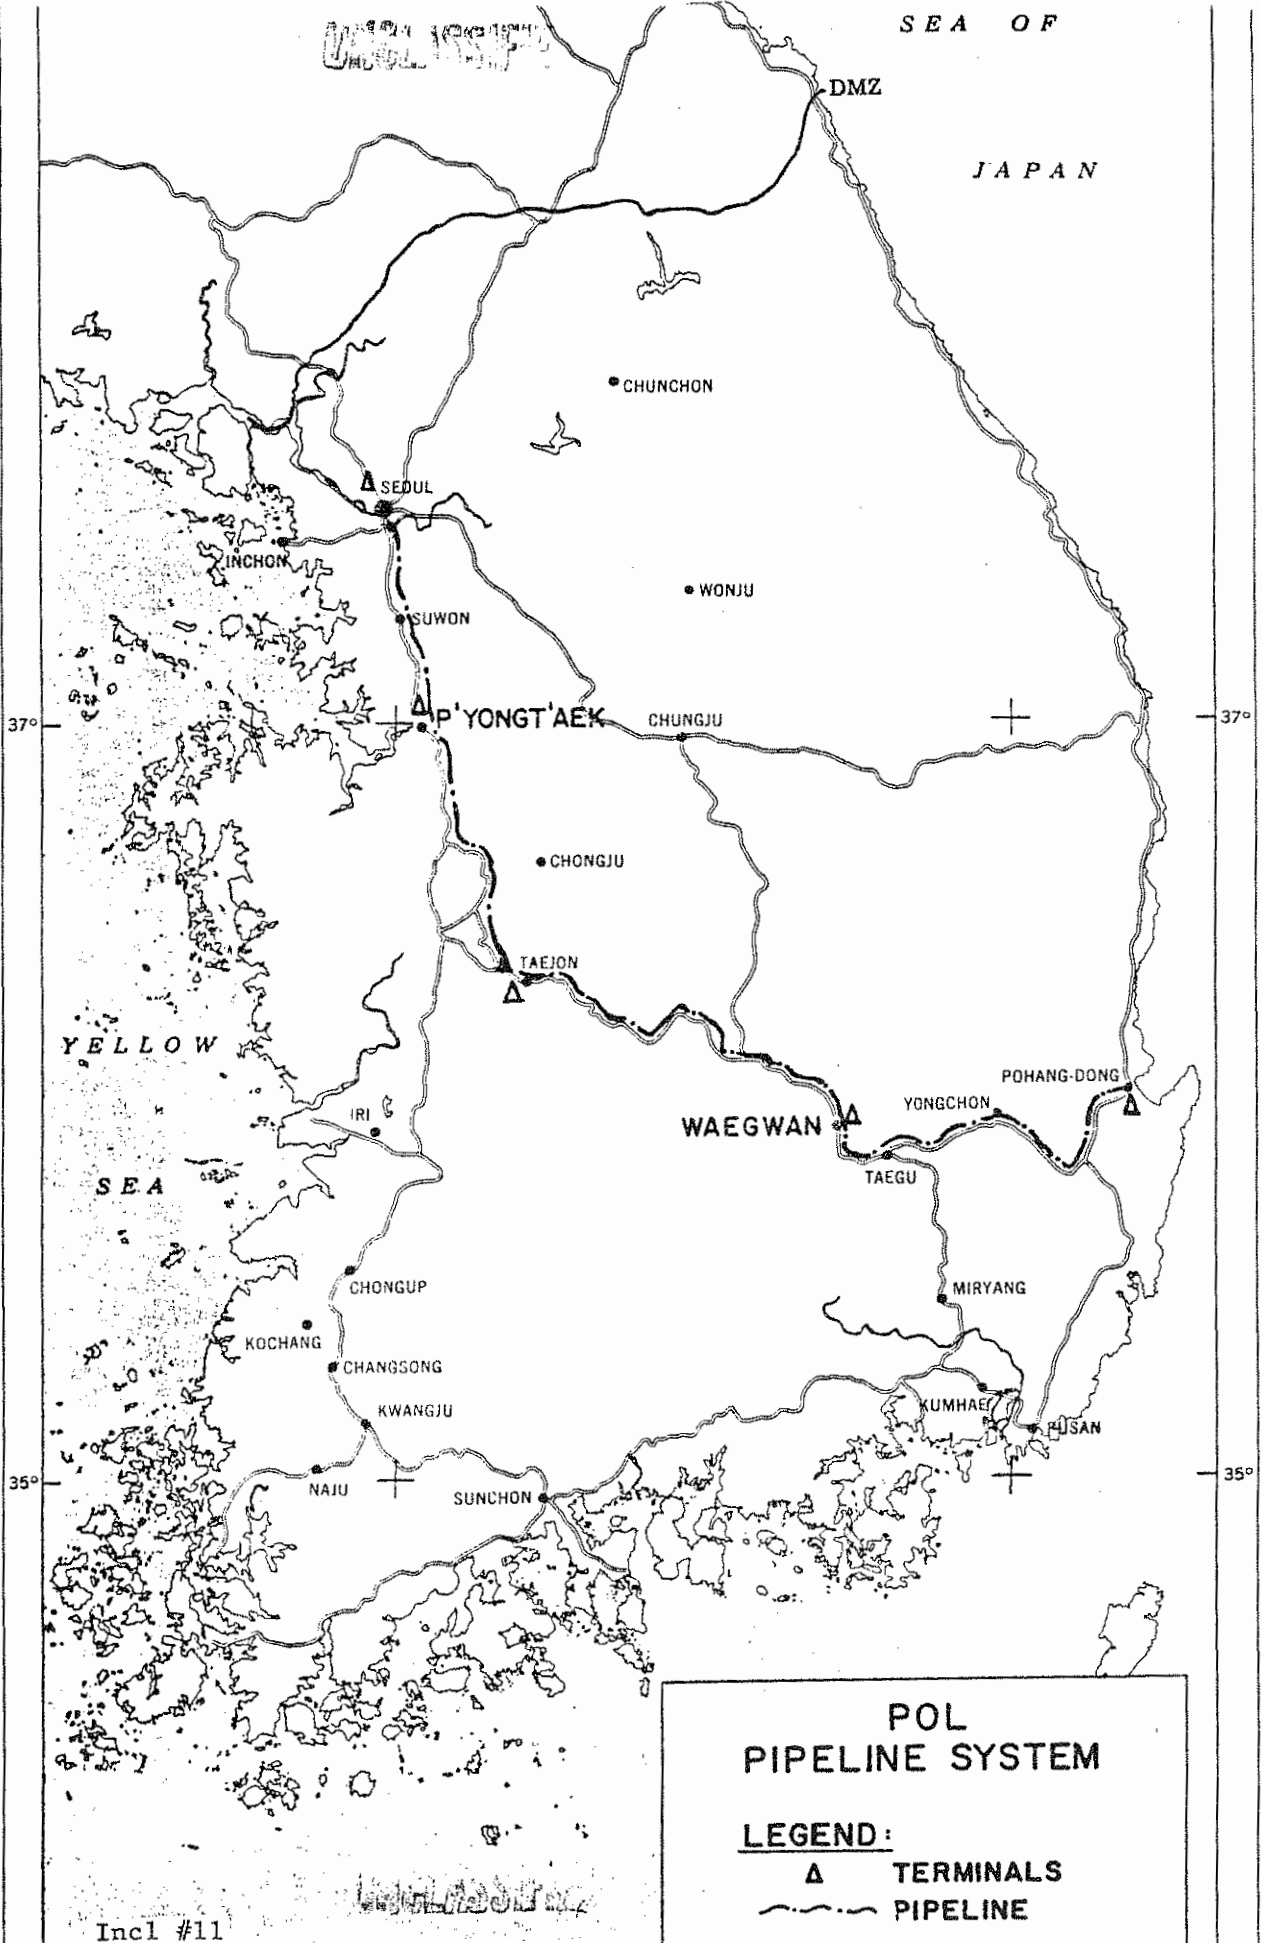 UNCLASSIFIED
SEA OF
DMZ
JAPAN
CHUNCHON
SEOUL
INCHON
WONJU
SUWON
37°
P'YONGT'AEK
CHUNGJU
37°
CHONGJU
TAEJON
YELLOW
POHANG-DONG
YONGCHON
IRI
WAEGWAN
TAEGU
SEA
CHONGUP
MIRYANG
KOCHANG
CHANGSONG
KWANGJU
KUMHAE
PUSAN
35°
NAJU
SUNCHON
35°
POL
PIPELINE SYSTEM
LEGEND:
TERMINALS
PIPELINE
UNCLASSIFIED
Incl #11